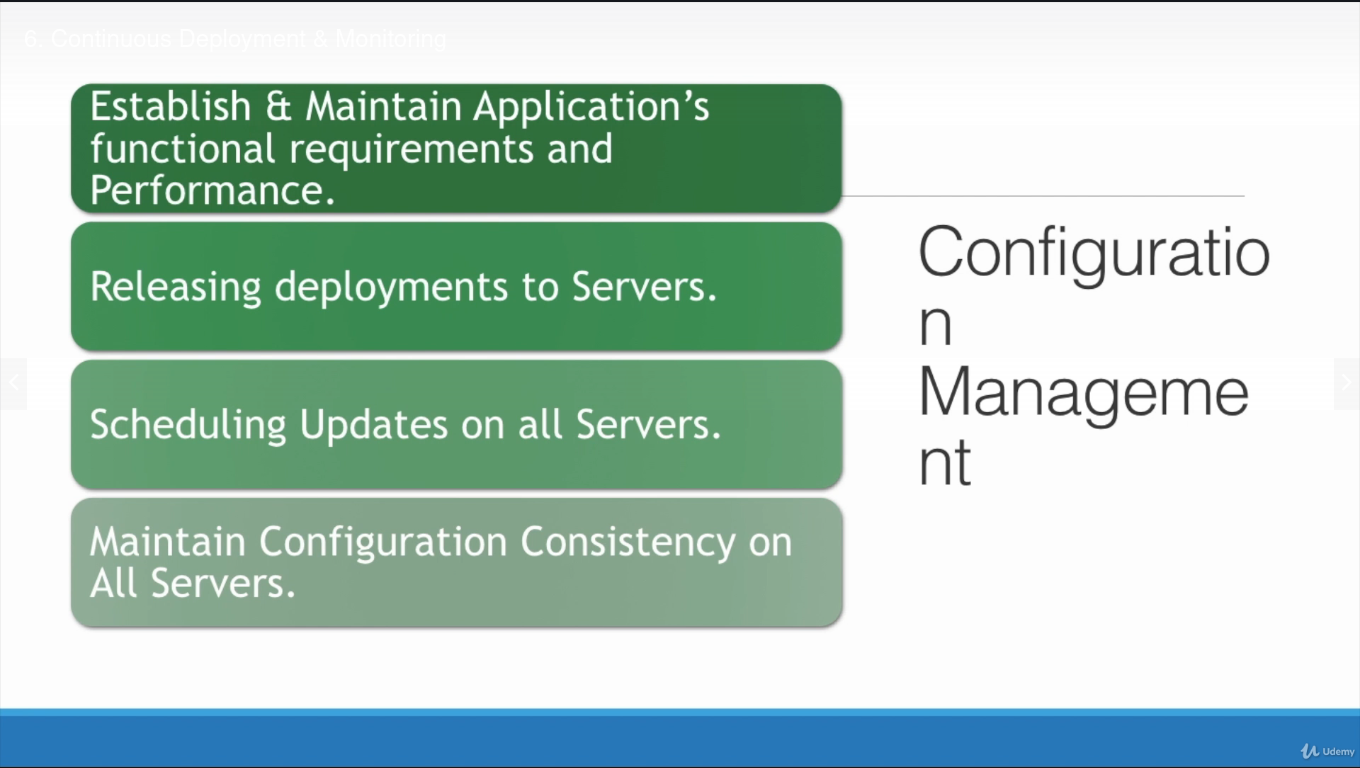 6. Continuous Deployment & Monitoring
Establish & Maintain Application’s
functional requirements and
Performance.
Releasing deployments to Servers.
Scheduling Updates on all Servers.
Maintain Configuration Consistency on
All Servers.
Configuratio
n
Manageme
nt
Udemy